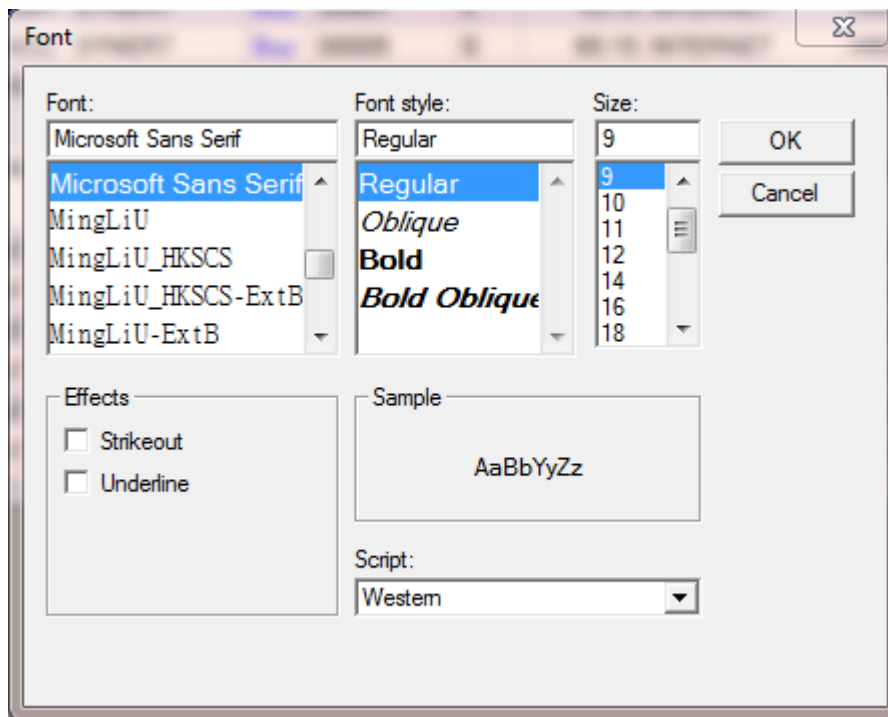 Font
Font:
Font style:
Size:
Microsoft Sans Serif
Regular
9
OK
Microsoft Sans Serif
MingLiU
MingLiU_HKSCS
MingLiU_HKSCS-ExtB
MingLiU-ExtB
Regular
Oblique
Bold
Bold Oblique
9
10
11
12
14
16
18
Cancel
Effects
Strikeout
Underline
Sample
AaBbYyZz
Script:
Western